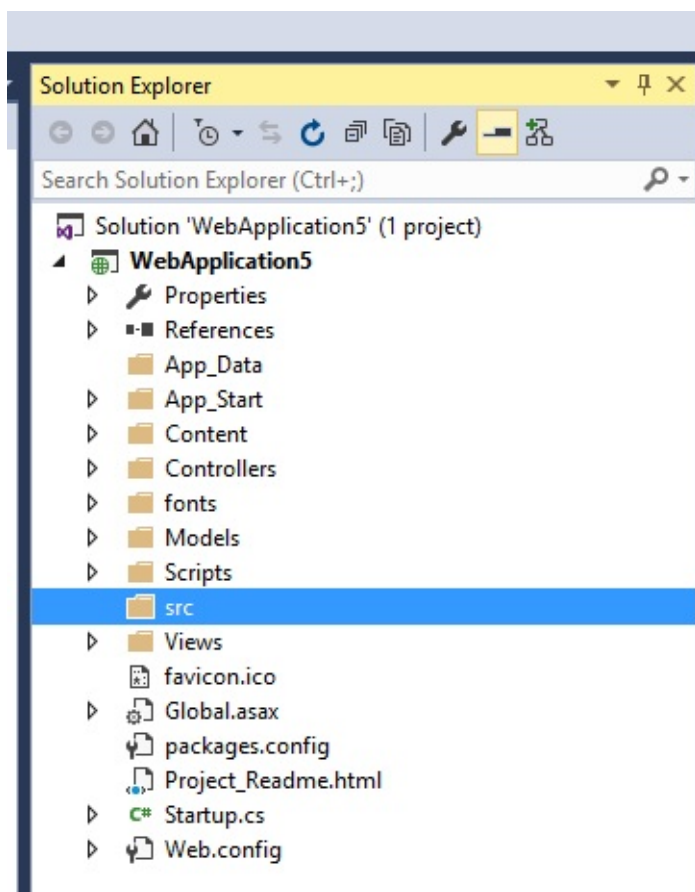 Solution Explorer
Search Solution Explorer (Ctrl+;)
Solution 'WebApplication5' (1 project)
WebApplication5
Properties
References
App_Data
App_Start
Content
Controllers
fonts
Models
Scripts
src
Views
favicon.ico
Global.asax
packages.config
Project_Readme.html
C# Startup.cs
Web.config